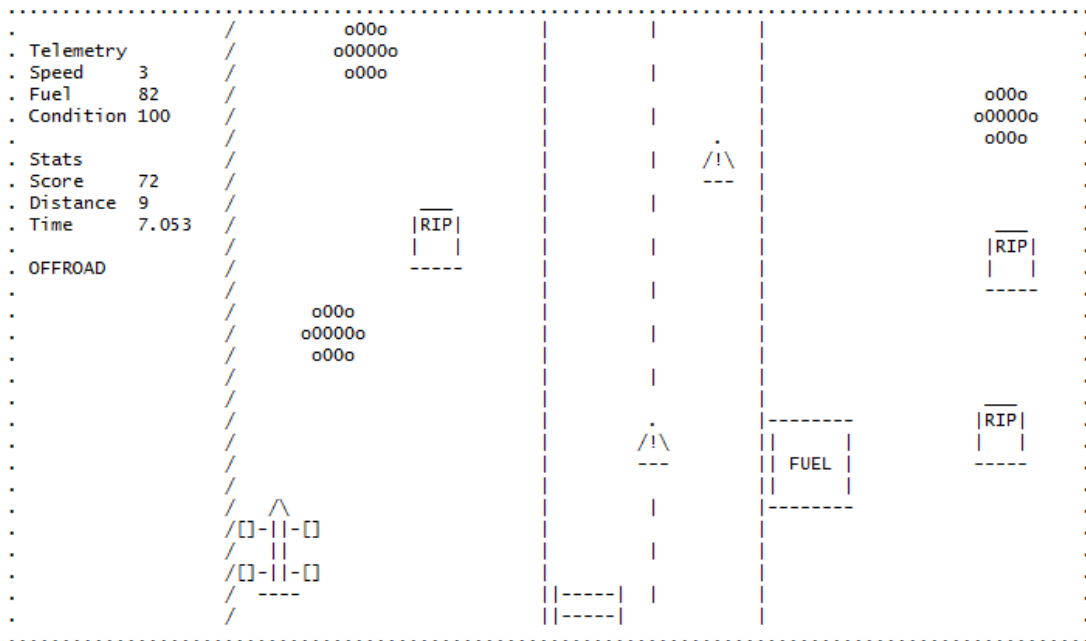 Telemetry
Speed 3
Fuel 82
Condition 100
Stats
Score 72
Distance 9
Time 7.053
OFFROAD
RIP
RIP
RIP
FUEL